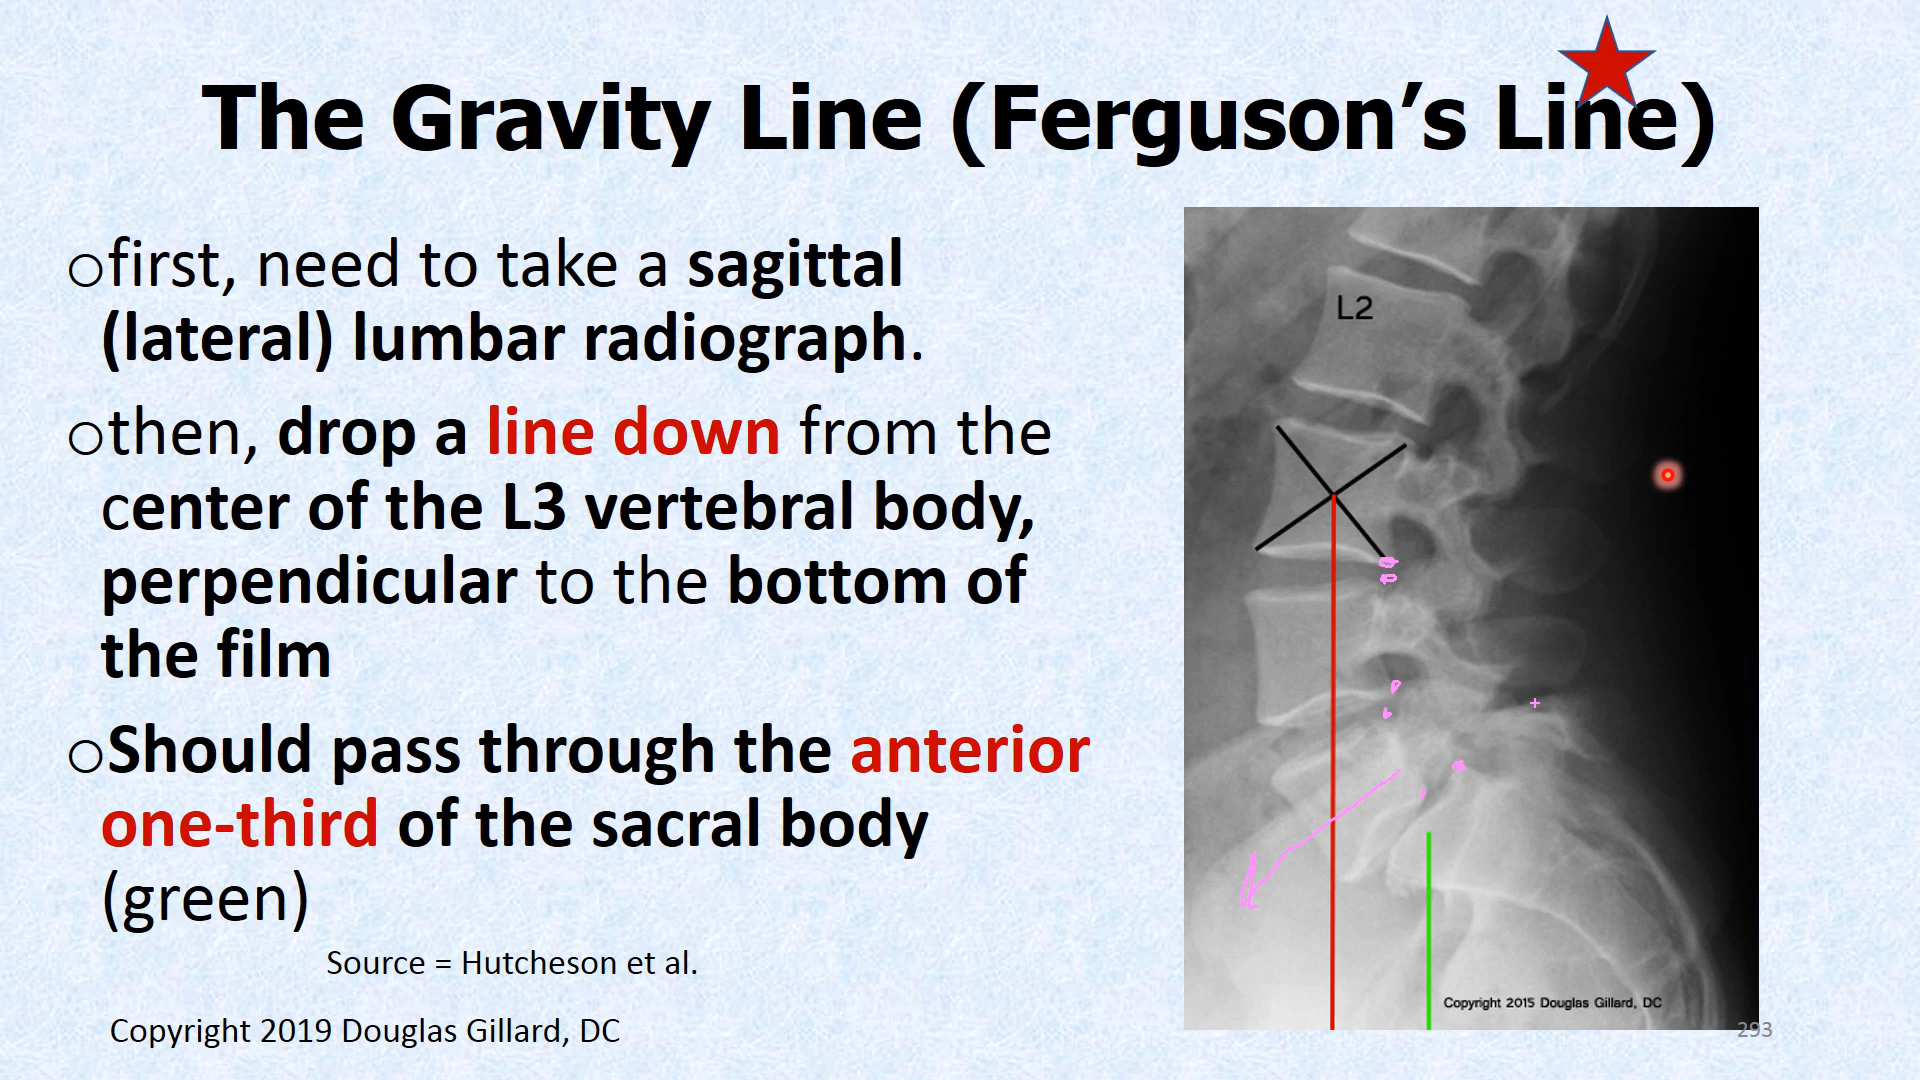 The Gravity Line (Ferguson’s Line)
ofirst, need to take a sagittal
(lateral) lumbar radiograph.
othen, drop a line down from the
center of the L3 vertebral body,
perpendicular to the bottom of
the film
oShould pass through the anterior
one-third of the sacral body
(green)
Source = Hutcheson et al.
Copyright 2019 Douglas Gillard, DC
L2
Copyright 2015 Douglas Gillard, DC
293